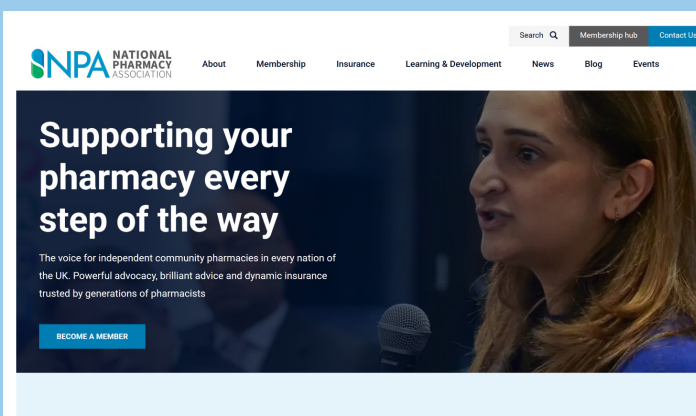 Search
Membership hub
Contact Us
NPA NATIONAL
PHARMACY
ASSOCIATION
About
Membership
Insurance
Learning & Development
News
Blog
Events
Supporting your
pharmacy every
step of the way
The voice for independent community pharmacies in every nation of
the UK. Powerful advocacy, brilliant advice and dynamic insurance
trusted by generations of pharmacists
BECOME A MEMBER